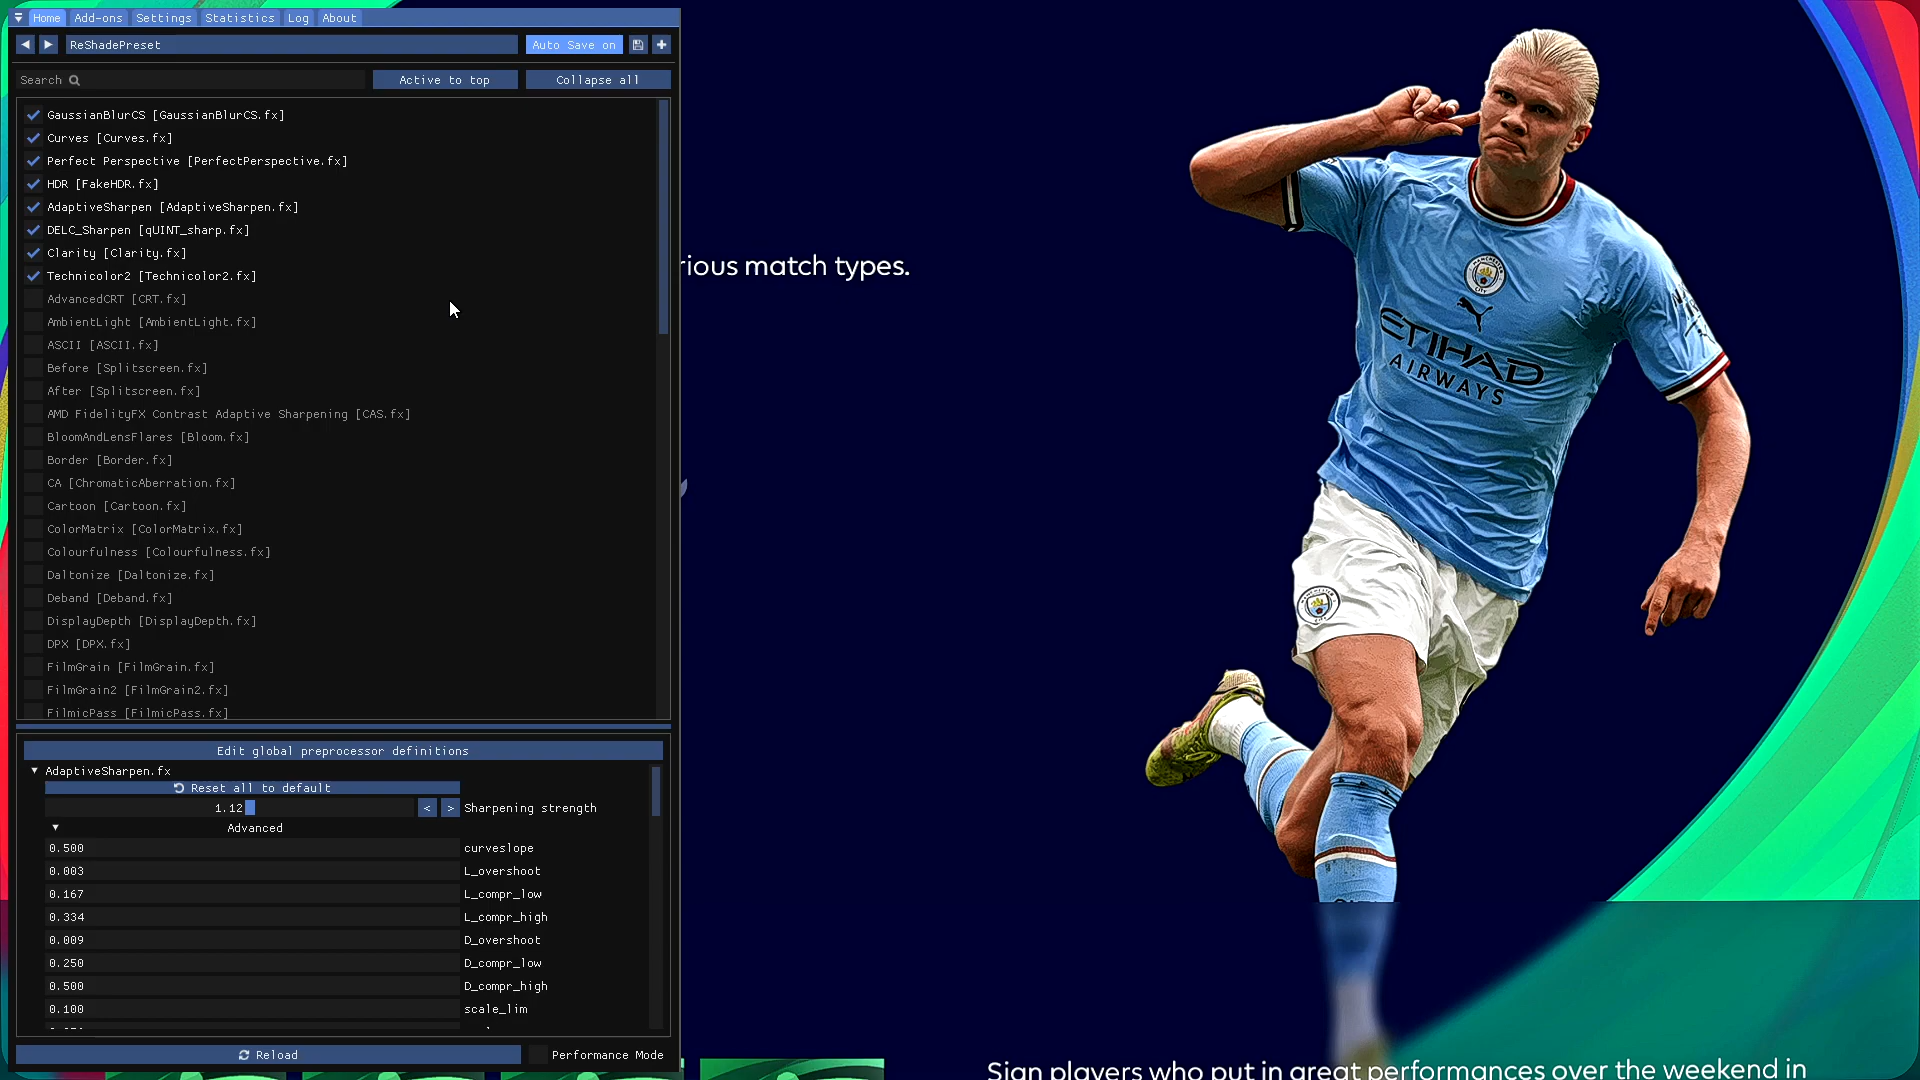 Home Add-ons Settings Statistics Log About
ReShadePreset Auto Save on
Search Active to top Collapse all
GaussianBlurCS [GaussianBlurCS.fx]
Curves [Curves.fx]
Perfect Perspective [PerfectPerspective.fx]
HDR [FakeHDR.fx]
AdaptiveSharpen [AdaptiveSharpen.fx]
DELC_Sharpen [qUINT_sharp.fx]
Clarity [Clarity.fx]
Technicolor2 [Technicolor2.fx]
AdvancedCRT [CRT.fx]
AmbientLight [AmbientLight.fx]
ASCII [ASCII.fx]
Before [Splitscreen.fx]
After [Splitscreen.fx]
AMD FidelityFX Contrast Adaptive Sharpening [CAS.fx]
BloomAndLensFlares [Bloom.fx]
Border [Border.fx]
CA [ChromaticAberration.fx]
Cartoon [Cartoon.fx]
ColorMatrix [ColorMatrix.fx]
Colourfulness [Colourfulness.fx]
Daltonize [Daltonize.fx]
Deband [Deband.fx]
DisplayDepth [DisplayDepth.fx]
DPX [DPX.fx]
FilmGrain [FilmGrain.fx]
FilmGrain2 [FilmGrain2.fx]
FilmicPass [FilmicPass.fx]
Edit global preprocessor definitions
AdaptiveSharpen.fx
Reset all to default
1.12 < > Sharpening strength
Advanced
0.500 curveslope
0.003 L_overshoot
0.167 L_compr_low
0.334 L_compr_high
0.009 D_overshoot
0.250 D_compr_low
0.500 D_compr_high
0.100 scale_lim
Reload Performance Mode
rious match types.
MANCHESTER
CITY
ETIHAD
AIRWAYS
Sign players who put in great performances over the weekend in